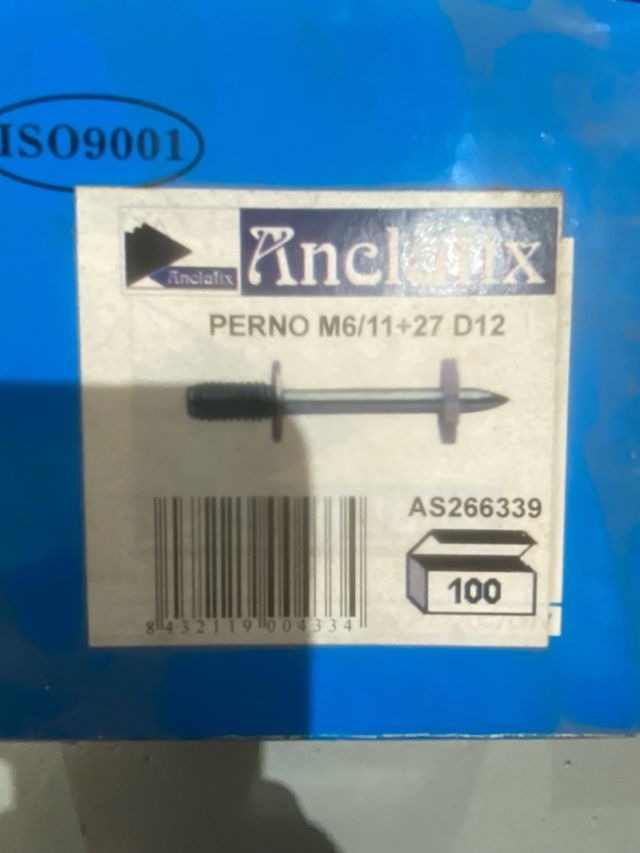 ISO9001
Anclafix
Anclafix
PERNO M6/11+27 D12
AS266339
100
8 432119 004334